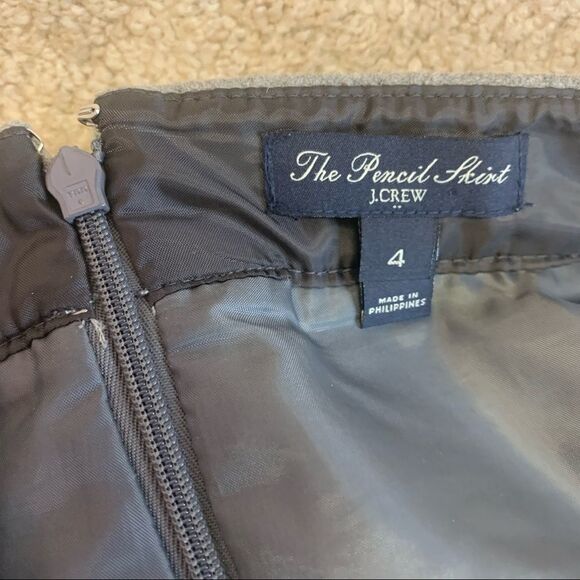 The Pencil Skirt
J.CREW
4
MADE IN
PHILIPPINES